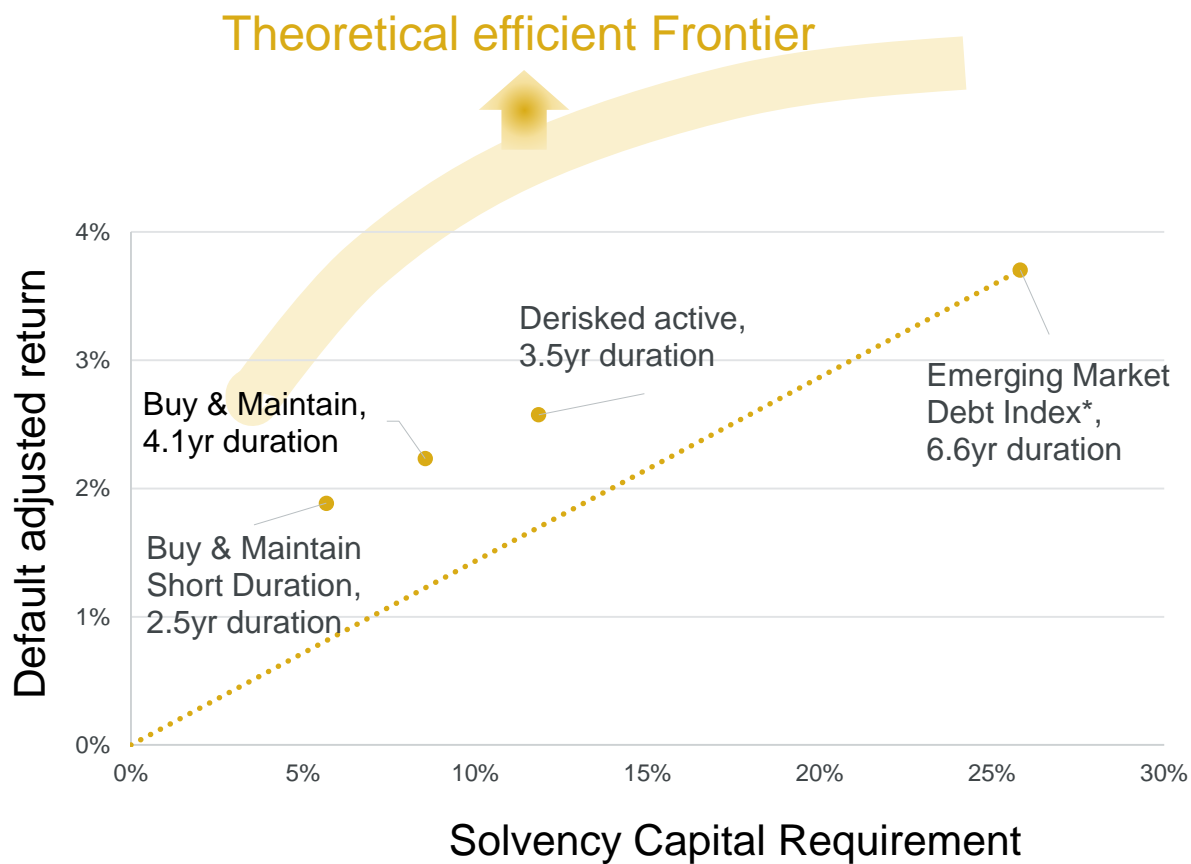 Theoretical efficient Frontier
4%
3%
2%
1%
0%
Default adjusted return
Derisked active,
3.5yr duration
Buy & Maintain,
4.1yr duration
Emerging Market
Debt Index*,
6.6yr duration
Buy & Maintain
Short Duration,
2.5yr duration
0%
5%
10%
15%
20%
25%
30%
Solvency Capital Requirement